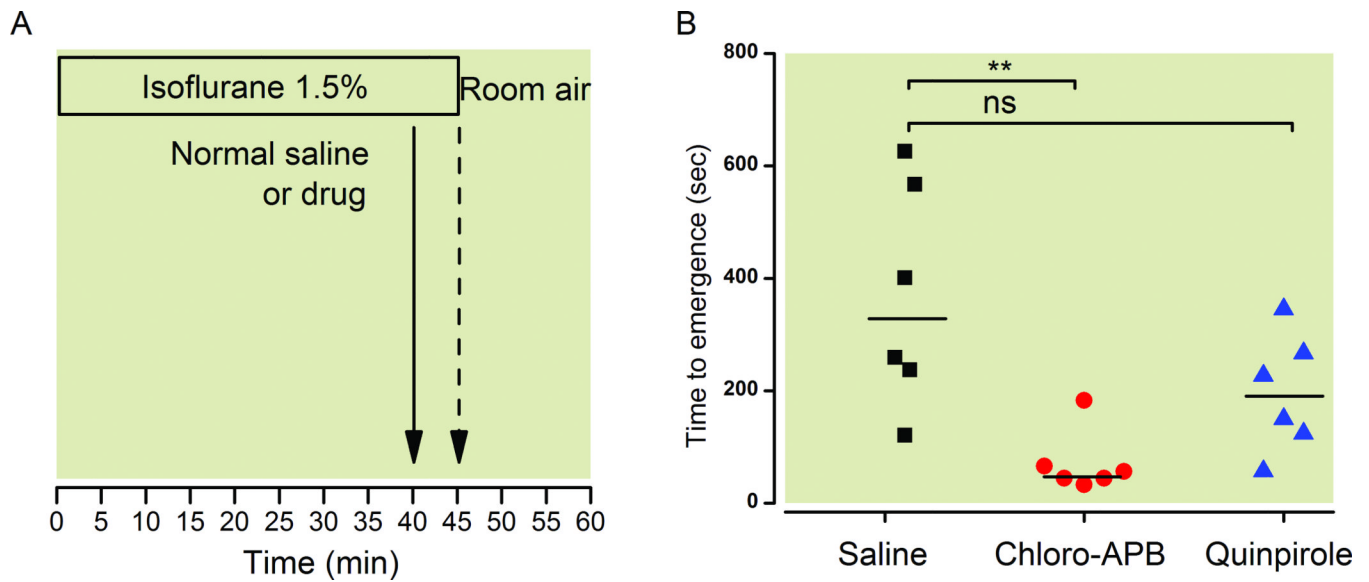 A
Isoflurane 1.5%
Room air
Normal saline
or drug
0 5 10 15 20 25 30 35 40 45 50 55 60
Time (min)
B
800
600
400
200
0
Time to emergence (sec)
**
ns
Saline
Chloro-APB
Quinpirole